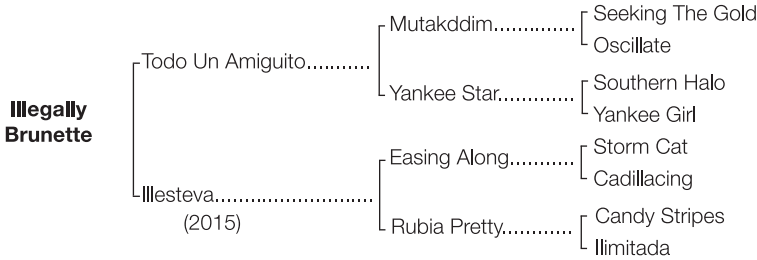 Illegally
Brunette
Todo Un Amiguito............
Illesteva.............................
(2015)
Mutakddim...............
Yankee Star..............
Easing Along............
Rubia Pretty............
Seeking The Gold
Oscillate
Southern Halo
Yankee Girl
Storm Cat
Cadillacing
Candy Stripes
Ilimitada